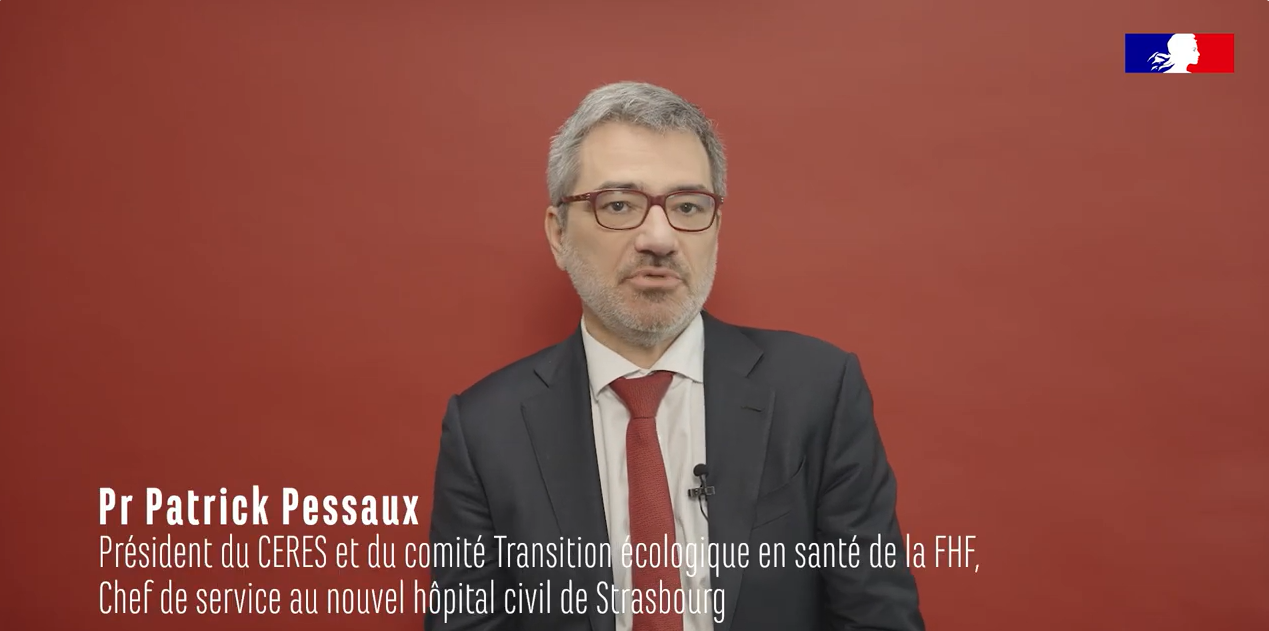 Pr Patrick Pessaux
Président du CERES et du comité Transition écologique en santé de la FHF,
Chef de service au nouvel hôpital civil de Strasbourg